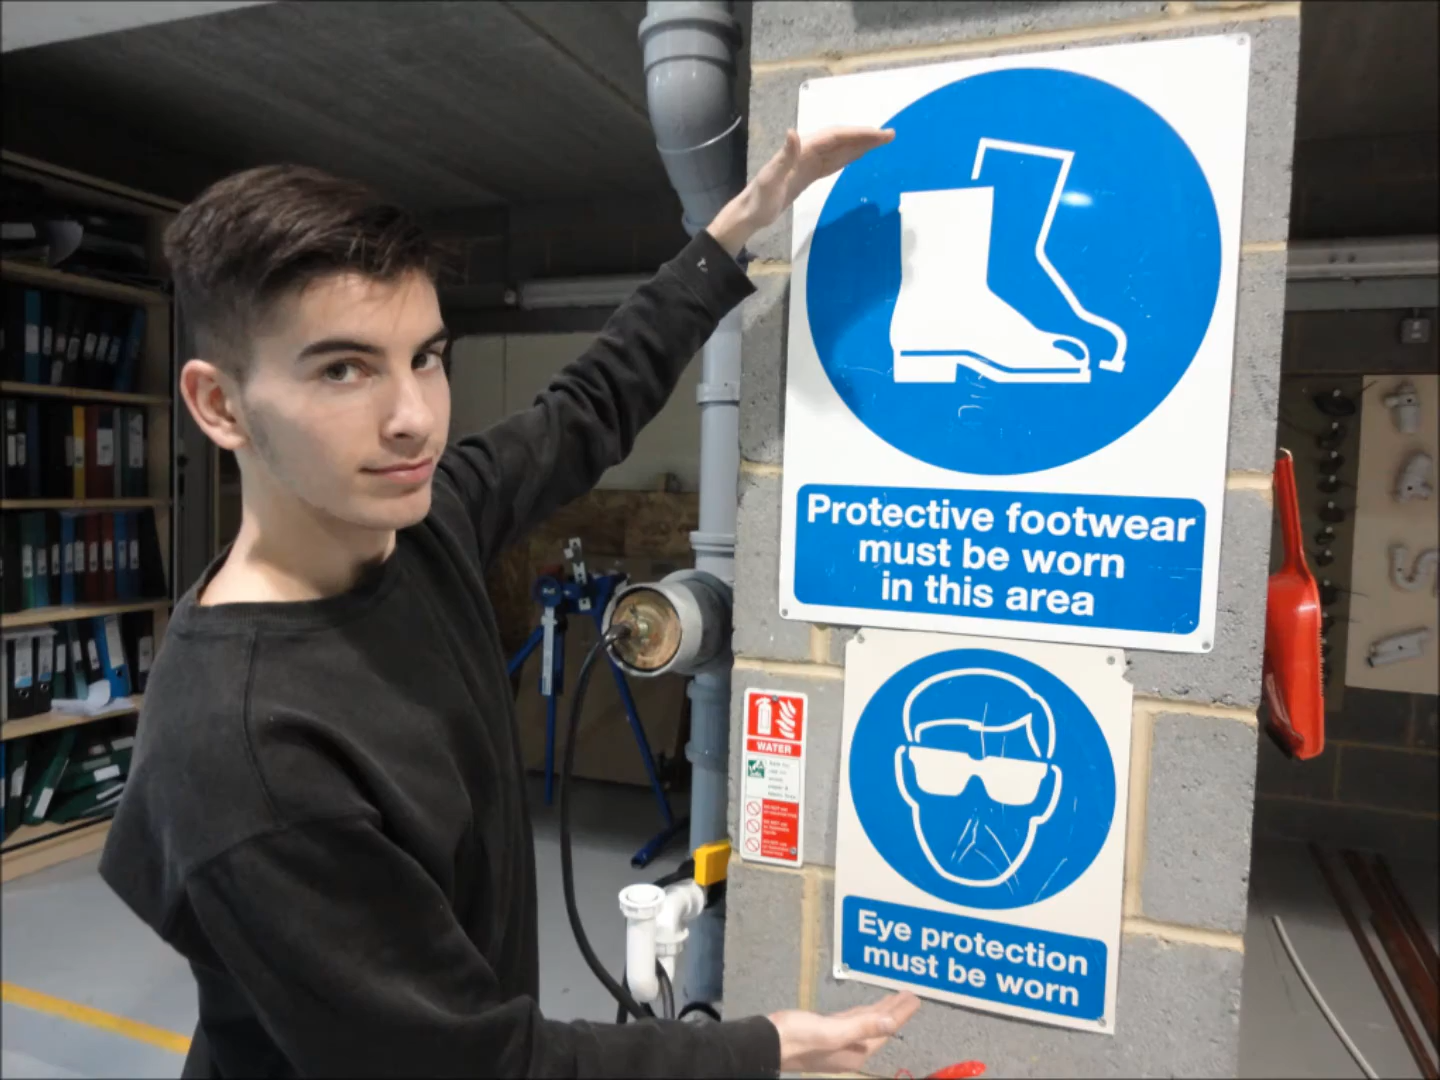 Protective footwear
must be worn
in this area
WATER
Eye protection
must be worn